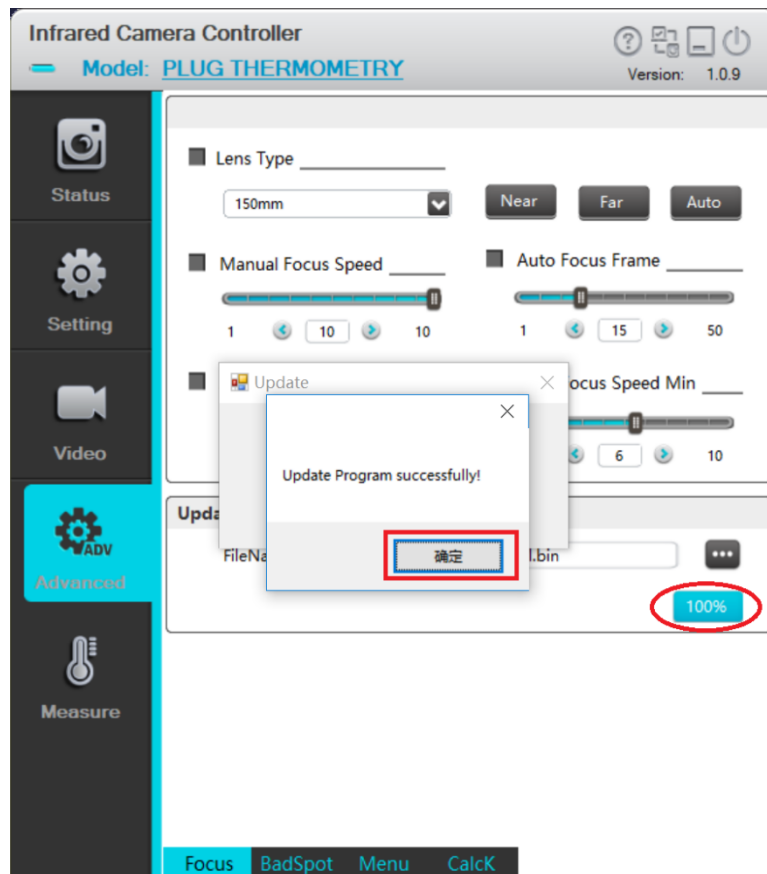 Infrared Camera Controller
Model: PLUG THERMOMETRY
Version: 1.0.9
Status
Setting
Video
ADV
Advanced
Measure
Lens Type
150mm
Near Far Auto
Manual Focus Speed
1 10 10
Auto Focus Frame
1 15 50
ocus Speed Min
6 10
Update
Update Program successfully!
确定
Upda
FileNa
.bin
...
100%
Focus BadSpot Menu CalcK